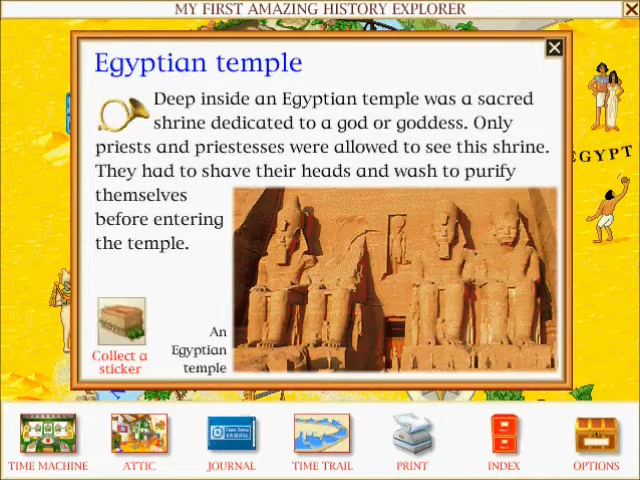 MY FIRST AMAZING HISTORY EXPLORER
Egyptian temple
Deep inside an Egyptian temple was a sacred
shrine dedicated to a god or goddess. Only
priests and priestesses were allowed to see this shrine.
They had to shave their heads and wash to purify
themselves
before entering
the temple.
An
Egyptian
temple
Collect a
sticker
EGYPT
TIME MACHINE
ATTIC
JOURNAL
TIME TRAIL
PRINT
INDEX
OPTIONS